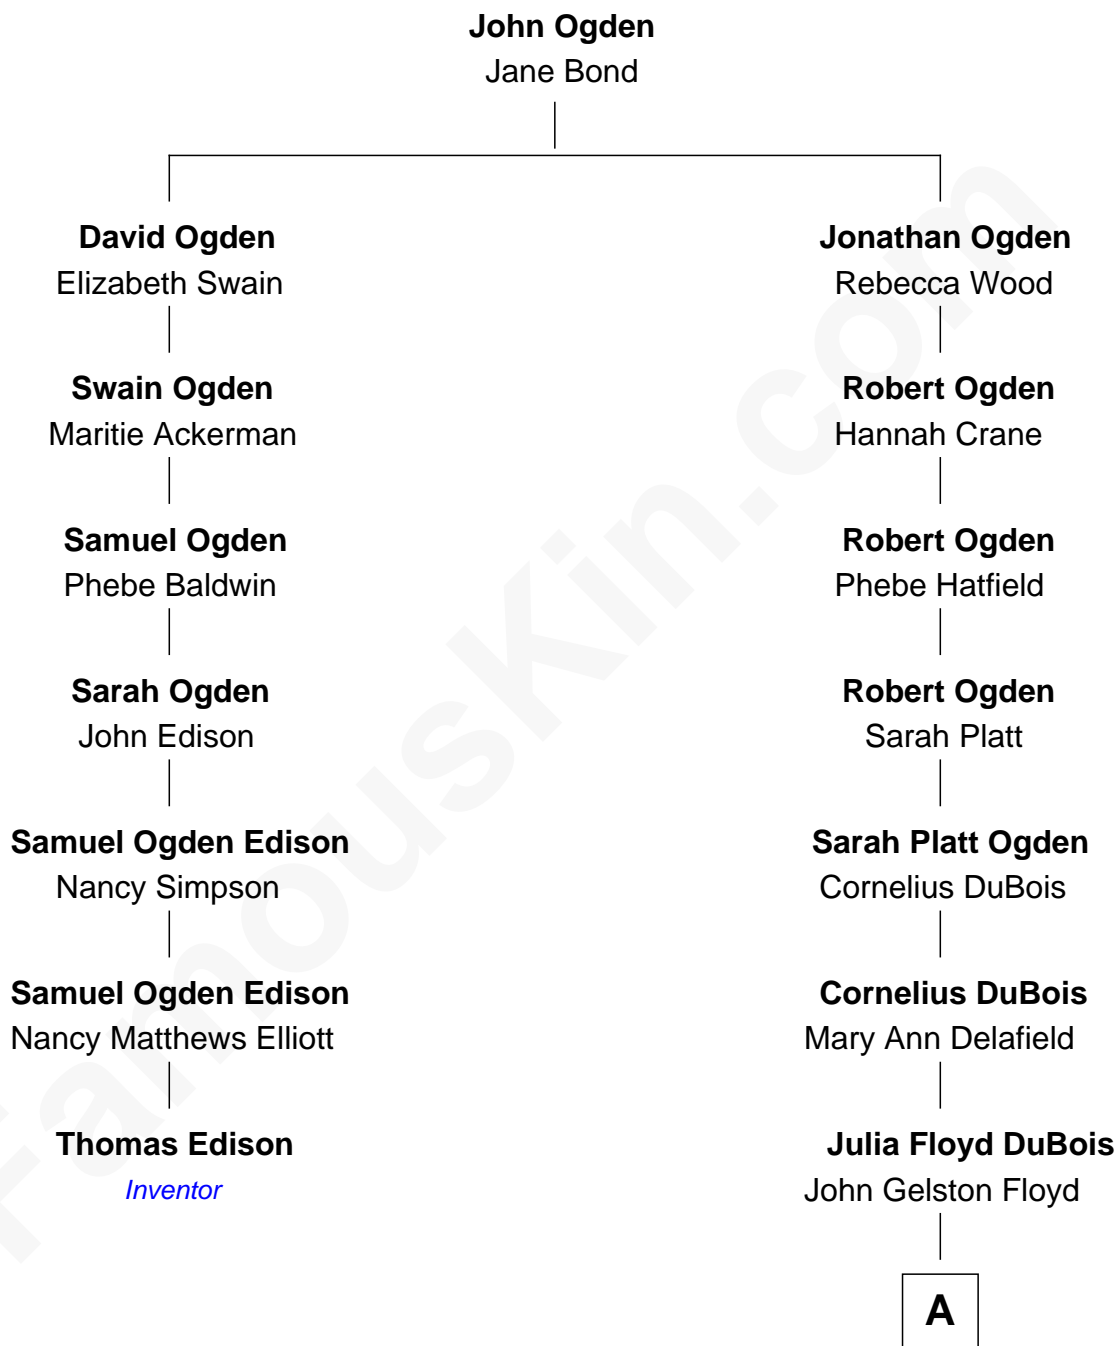 John Ogden
Jane Bond
David Ogden
Elizabeth Swain
Swain Ogden
Maritie Ackerman
Samuel Ogden
Phebe Baldwin
Sarah Ogden
John Edison
Samuel Ogden Edison
Nancy Simpson
Samuel Ogden Edison
Nancy Matthews Elliott
Thomas Edison
Inventor
Jonathan Ogden
Rebecca Wood
Robert Ogden
Hannah Crane
Robert Ogden
Phebe Hatfield
Robert Ogden
Sarah Platt
Sarah Platt Ogden
Cornelius DuBois
Cornelius DuBois
Mary Ann Delafield
Julia Floyd DuBois
John Gelston Floyd
A
FamousKin.com